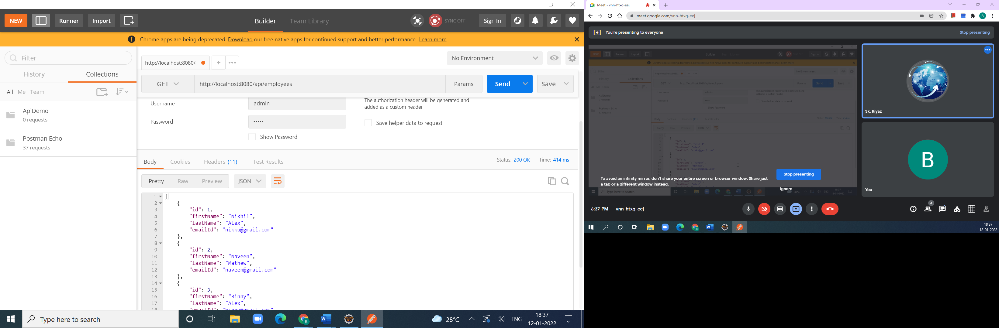 NEW Runner Import Builder Team Library SYNC OFF Sign In
Chrome apps are being deprecated. Download our free native apps for continued support and better performance. Learn more
Filter
History Collections
All Me Team
ApiDemo
0 requests
Postman Echo
37 requests
http://localhost:8080/ No Environment
GET http://localhost:8080/api/employees Params Send Save
Username admin
The authorization header will be generated and
added as a custom header
Password •••••
Save helper data to request
Show Password
Body Cookies Headers (11) Test Results Status: 200 OK Time: 414 ms
Pretty Raw Preview JSON
1 [
2 {
3 "id": 1,
4 "firstName": "Nikhil",
5 "lastName": "Alex",
6 "emailId": "nikku@gmail.com"
7 },
8 {
9 "id": 2,
10 "firstName": "Naveen",
11 "lastName": "Mathew",
12 "emailId": "naveen@gmail.com"
13 },
14 {
15 "id": 3,
16 "firstName": "Binny",
17 "lastName": "Alex",
18 "emailId": "binny@gmail.com"
Type here to search 28°C ENG 18:37
12-01-2022
Meet - vnn-htxq-eej
meet.google.com/vnn-htxq-eej B
You're presenting to everyone Stop presenting
Sk. Riyaz
B
You
To avoid an infinity mirror, don't share your entire screen or browser window. Share just
a tab or a different window instead.
Stop presenting
Ignore
6:37 PM | vnn-htxq-eej 3
18:37
12-01-2022